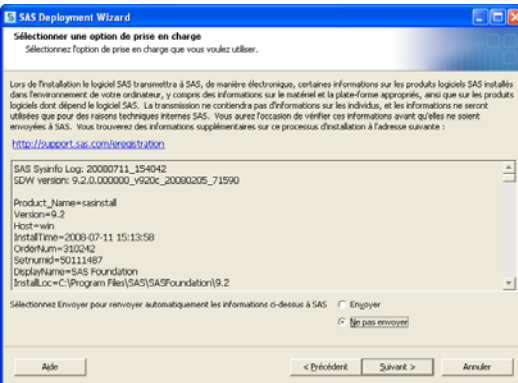 SAS Deployment Wizard
Sélectionner une option de prise en charge
Sélectionnez l'option de prise en charge que vous voulez utiliser.
Lors de l'installation le logiciel SAS transmettra à SAS, de manière électronique, certaines informations sur les produits logiciels SAS installés
dans l'environnement de votre ordinateur, y compris des informations sur le matériel et la plate-forme appropriés, ainsi que sur les produits
logiciels dont dépend le logiciel SAS. La transmission ne contiendra pas d'informations sur les individus, et les informations ne seront
utilisées que pour des raisons techniques internes SAS. Vous aurez l'occasion de vérifier ces informations avant qu'elles ne soient
envoyées à SAS. Vous trouverez des informations supplémentaires sur ce processus d'installation à l'adresse suivante :
http://support.sas.com/eregistration
SAS Sysinfo Log: 20080711_154042
SDW version: 9.2.0.000000_v920c_20080205_71590
Product_Name=sasinstall
Version=9.2
Host=win
InstallTime=2008-07-11 15:13:58
OrderNum=310242
Setnumid=50111487
DisplayName=SAS Foundation
InstallLoc=C:\Program Files\SAS\SASFoundation\9.2
Sélectionnez Envoyer pour renvoyer automatiquement les informations ci-dessus à SAS
Envoyer
Ne pas envoyer
Aide
< Précédent
Suivant >
Annuler